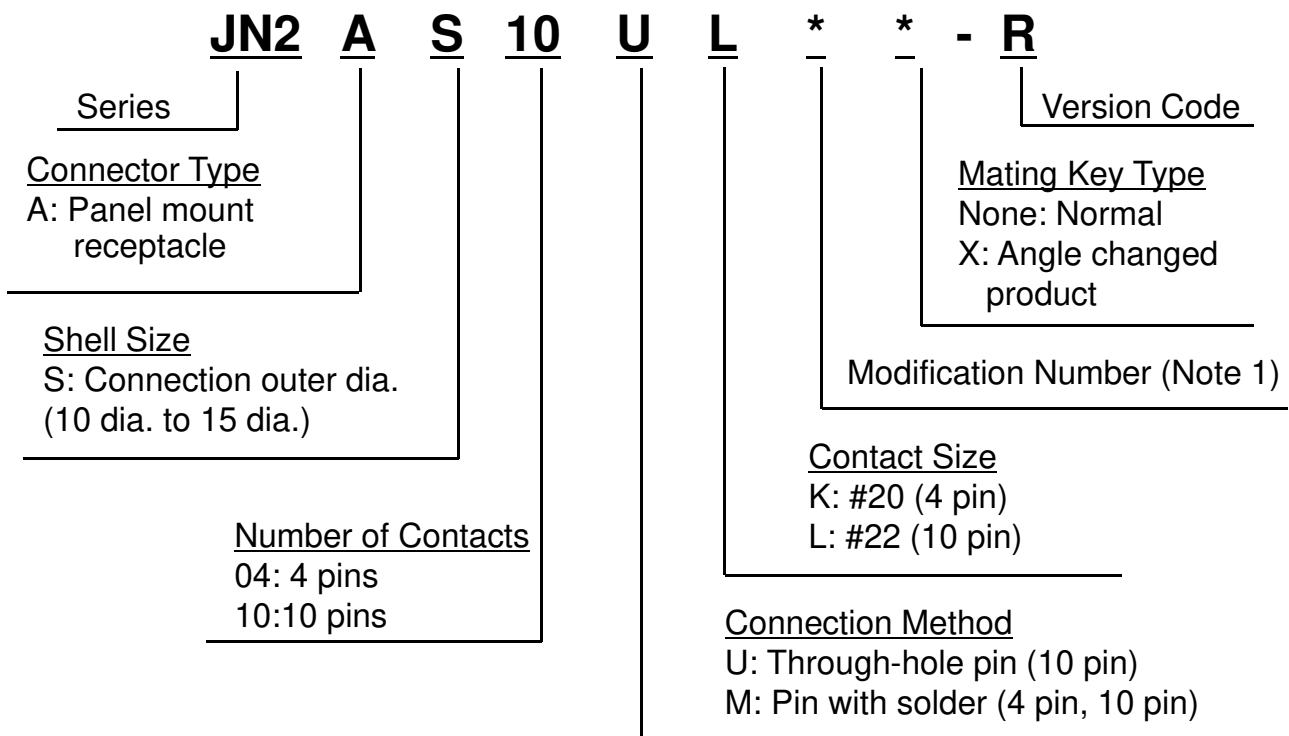 JN2 A S 10 U L * * - R
Series
Version Code
Connector Type
A: Panel mount
receptacle
Mating Key Type
None: Normal
X: Angle changed
product
Shell Size
S: Connection outer dia.
(10 dia. to 15 dia.)
Modification Number (Note 1)
Contact Size
K: #20 (4 pin)
L: #22 (10 pin)
Number of Contacts
04: 4 pins
10:10 pins
Connection Method
U: Through-hole pin (10 pin)
M: Pin with solder (4 pin, 10 pin)